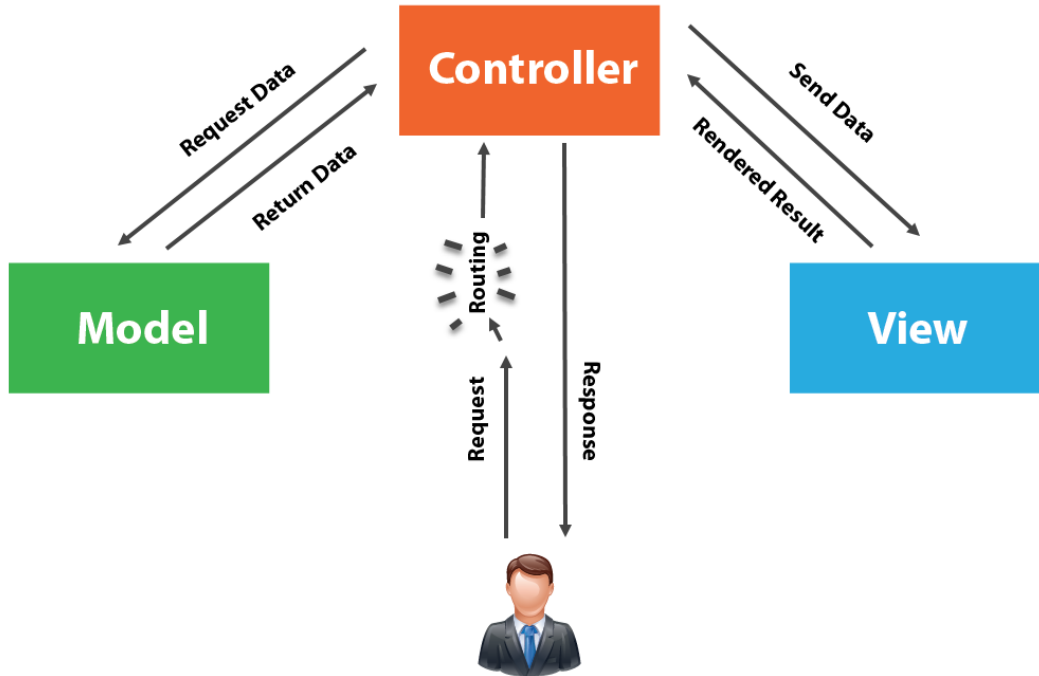 Controller
Request Data
Return Data
Send Data
Rendered Result
Routing
Model
View
Request
Response